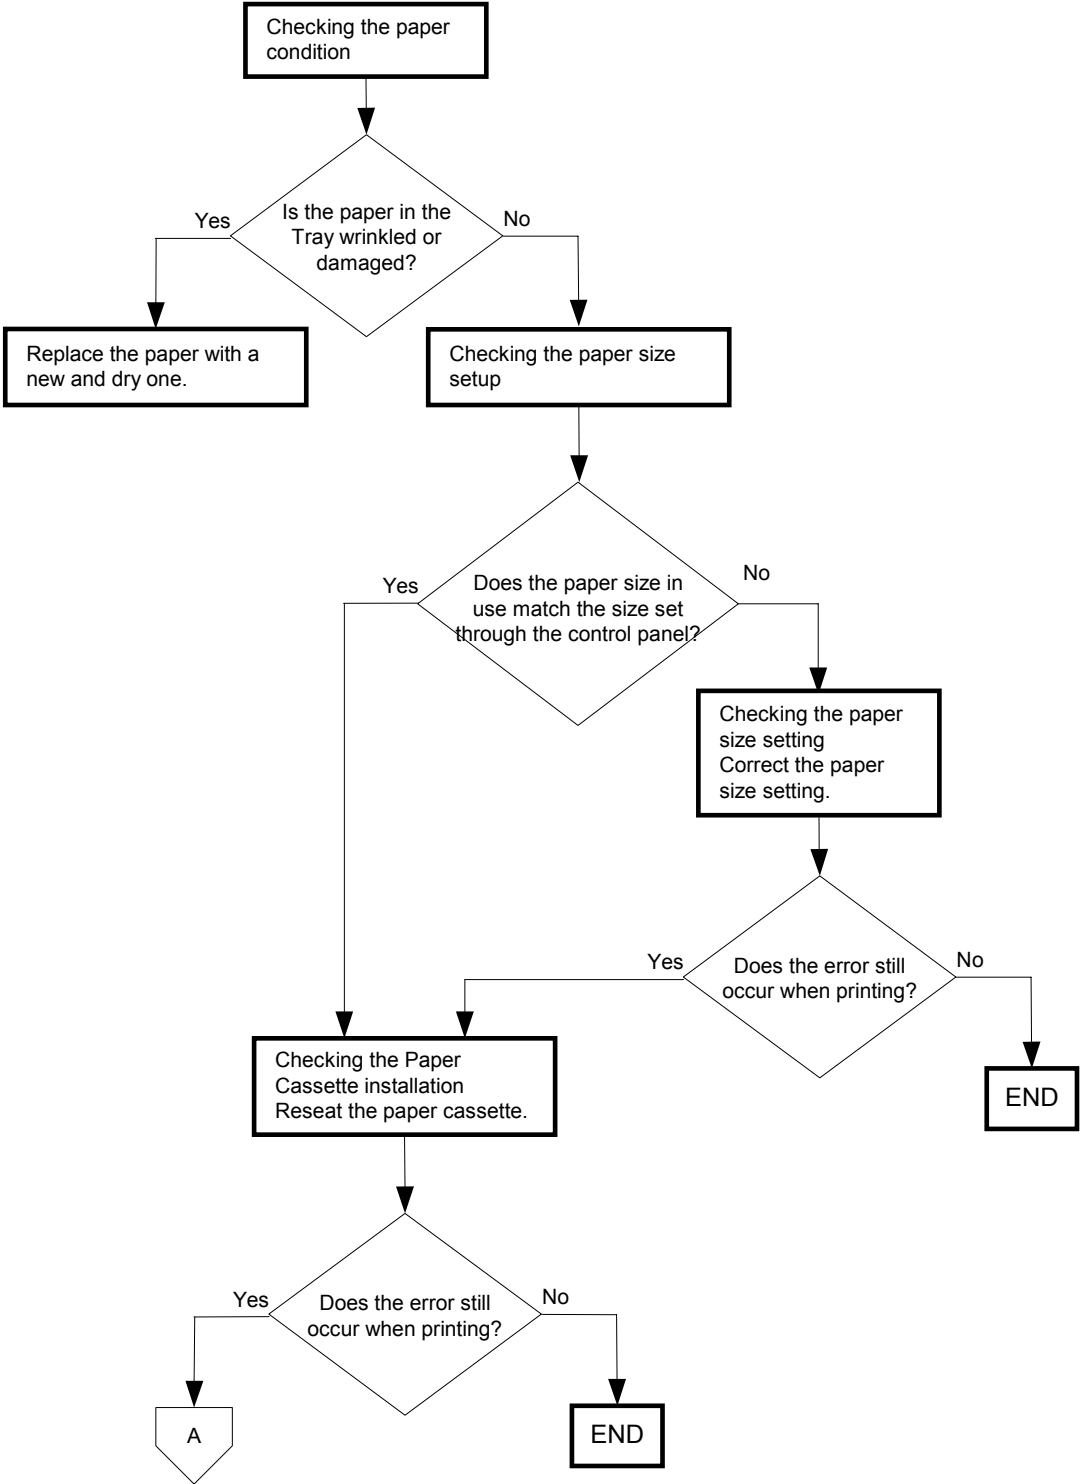 Checking the paper
condition
Yes
No
Is the paper in the
Tray wrinkled or
damaged?
Replace the paper with a
new and dry one.
Checking the paper size
setup
Yes
No
Does the paper size in
use match the size set
through the control panel?
Checking the paper
size setting
Correct the paper
size setting.
Yes
No
Does the error still
occur when printing?
END
Checking the Paper
Cassette installation
Reseat the paper cassette.
Yes
No
Does the error still
occur when printing?
A
END